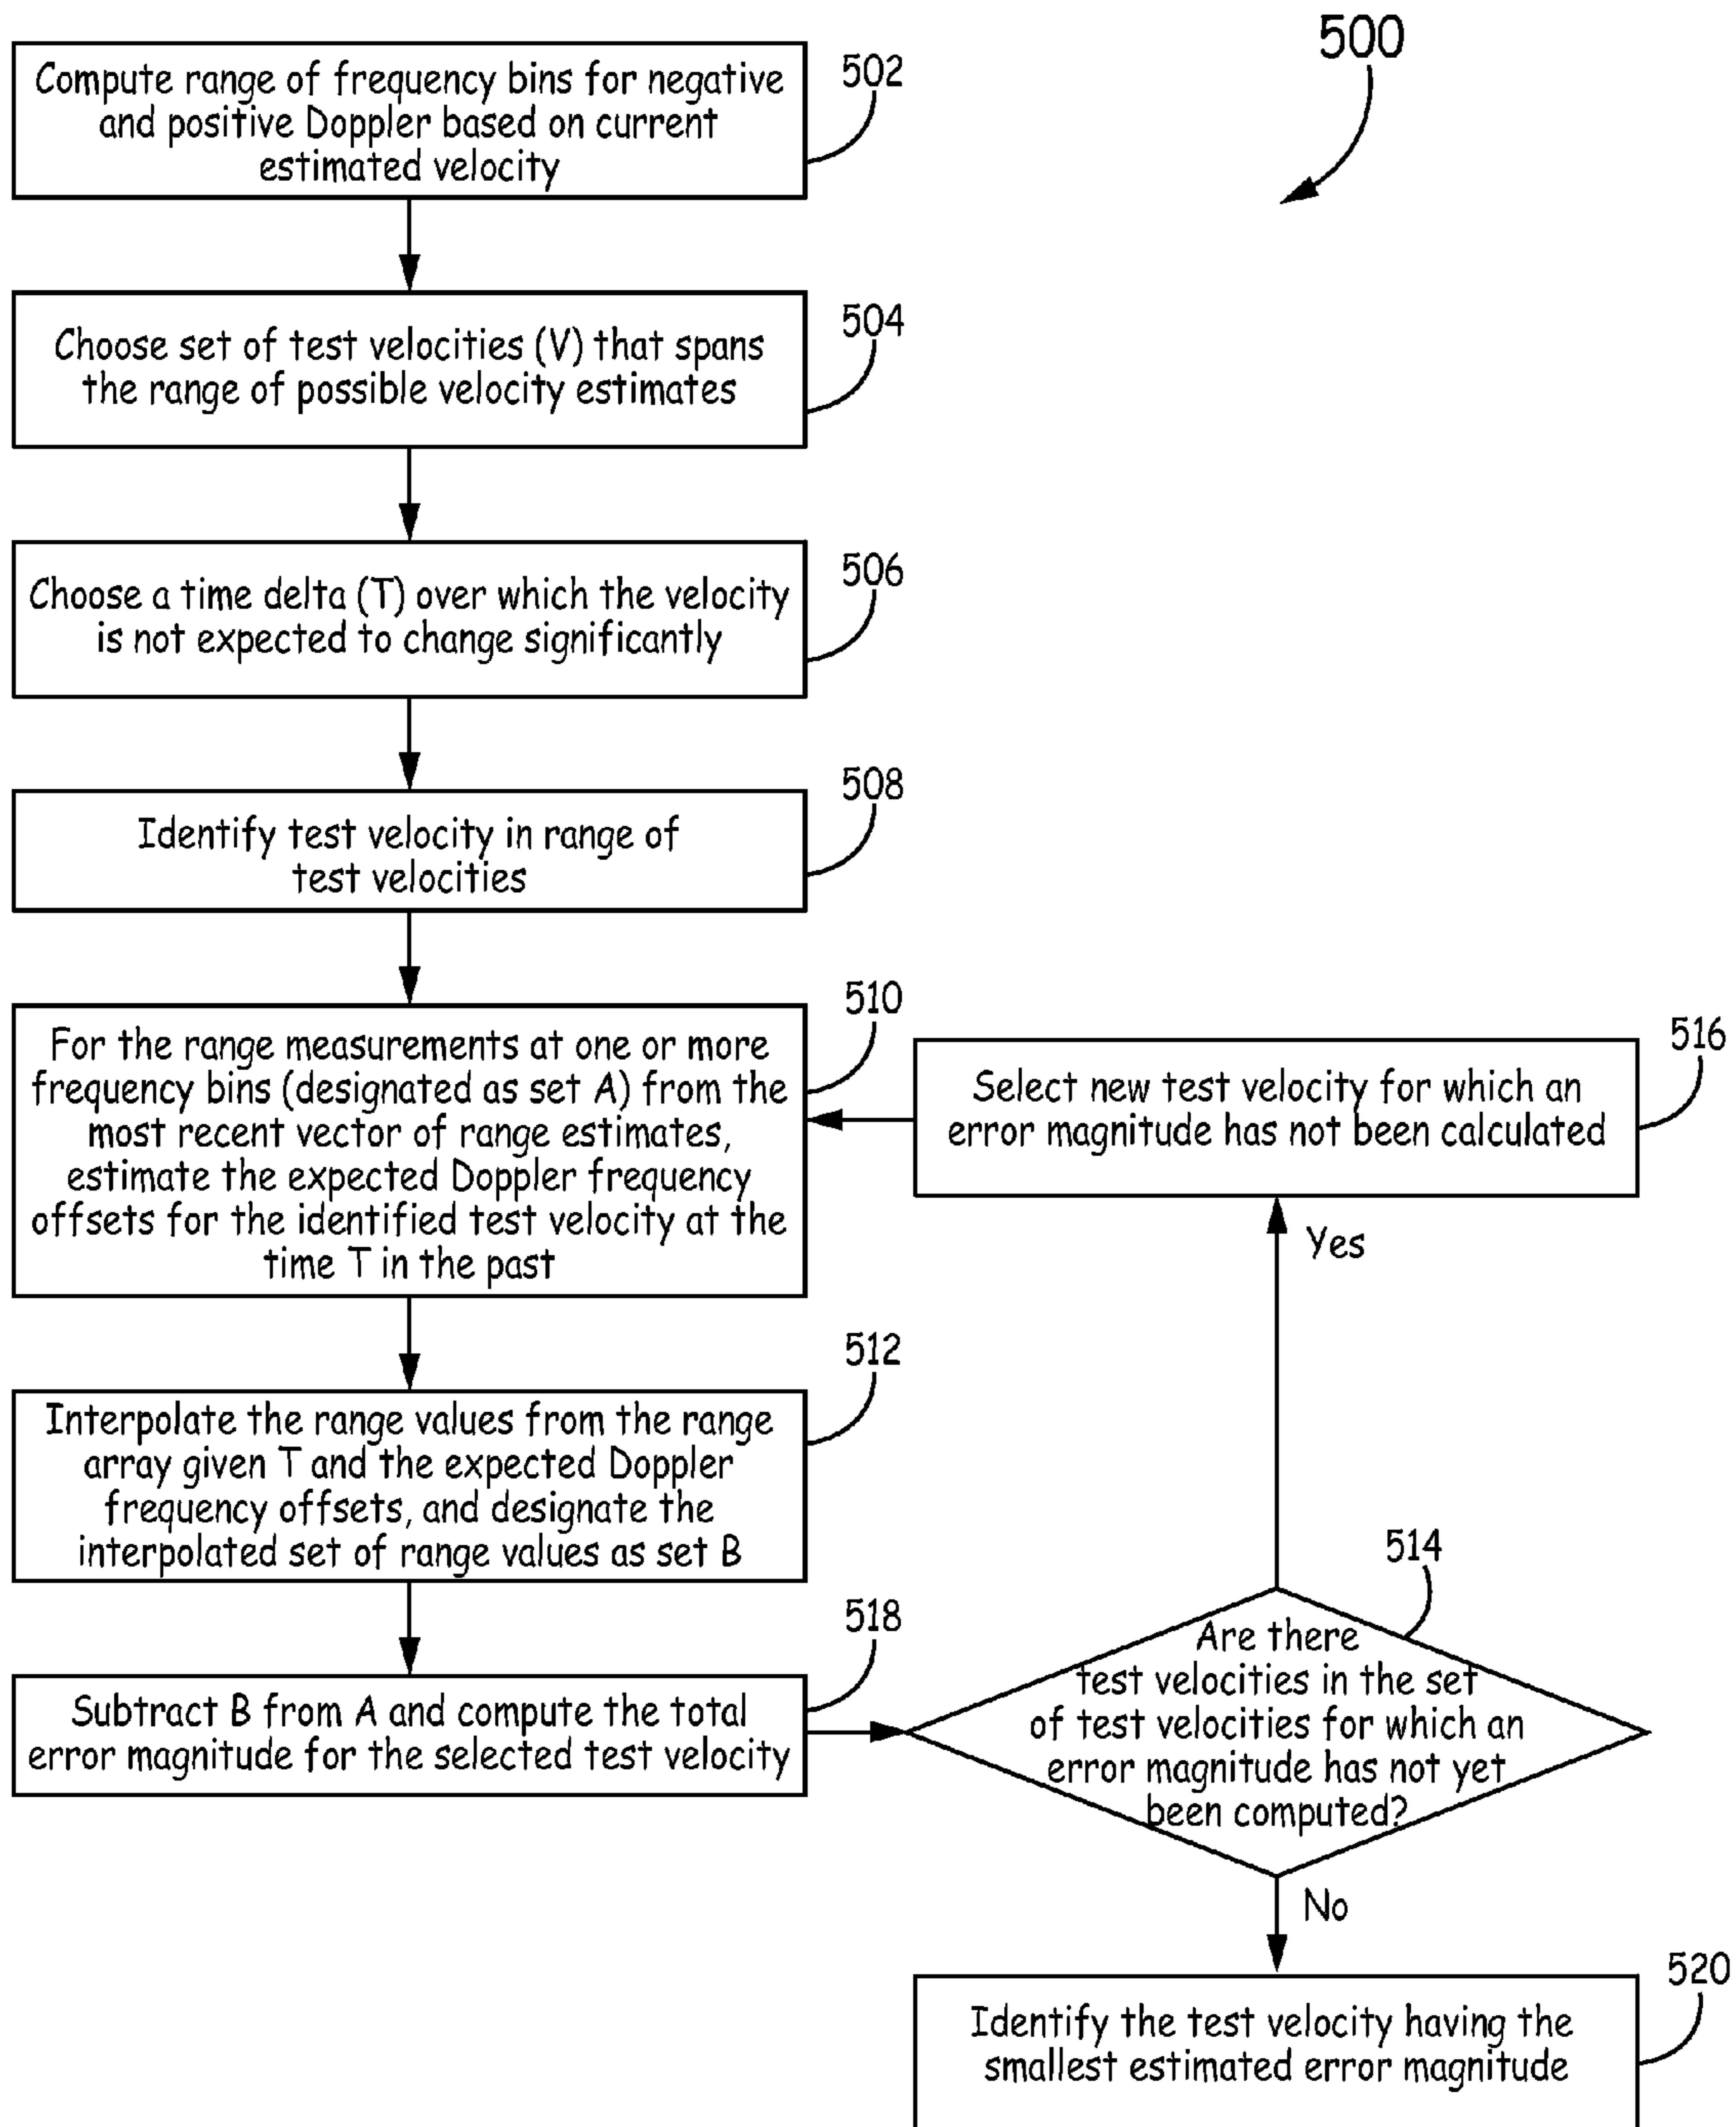 500
Compute range of frequency bins for negative
and positive Doppler based on current
estimated velocity
502
Choose set of test velocities (V) that spans
the range of possible velocity estimates
504
Choose a time delta (T) over which the velocity
is not expected to change significantly
506
Identify test velocity in range of
test velocities
508
For the range measurements at one or more
frequency bins (designated as set A) from the
most recent vector of range estimates,
estimate the expected Doppler frequency
offsets for the identified test velocity at the
time T in the past
510
Select new test velocity for which an
error magnitude has not been calculated
516
Yes
Interpolate the range values from the range
array given T and the expected Doppler
frequency offsets, and designate the
interpolated set of range values as set B
512
Subtract B from A and compute the total
error magnitude for the selected test velocity
518
Are there
test velocities in the set
of test velocities for which an
error magnitude has not yet
been computed?
514
No
Identify the test velocity having the
smallest estimated error magnitude
520